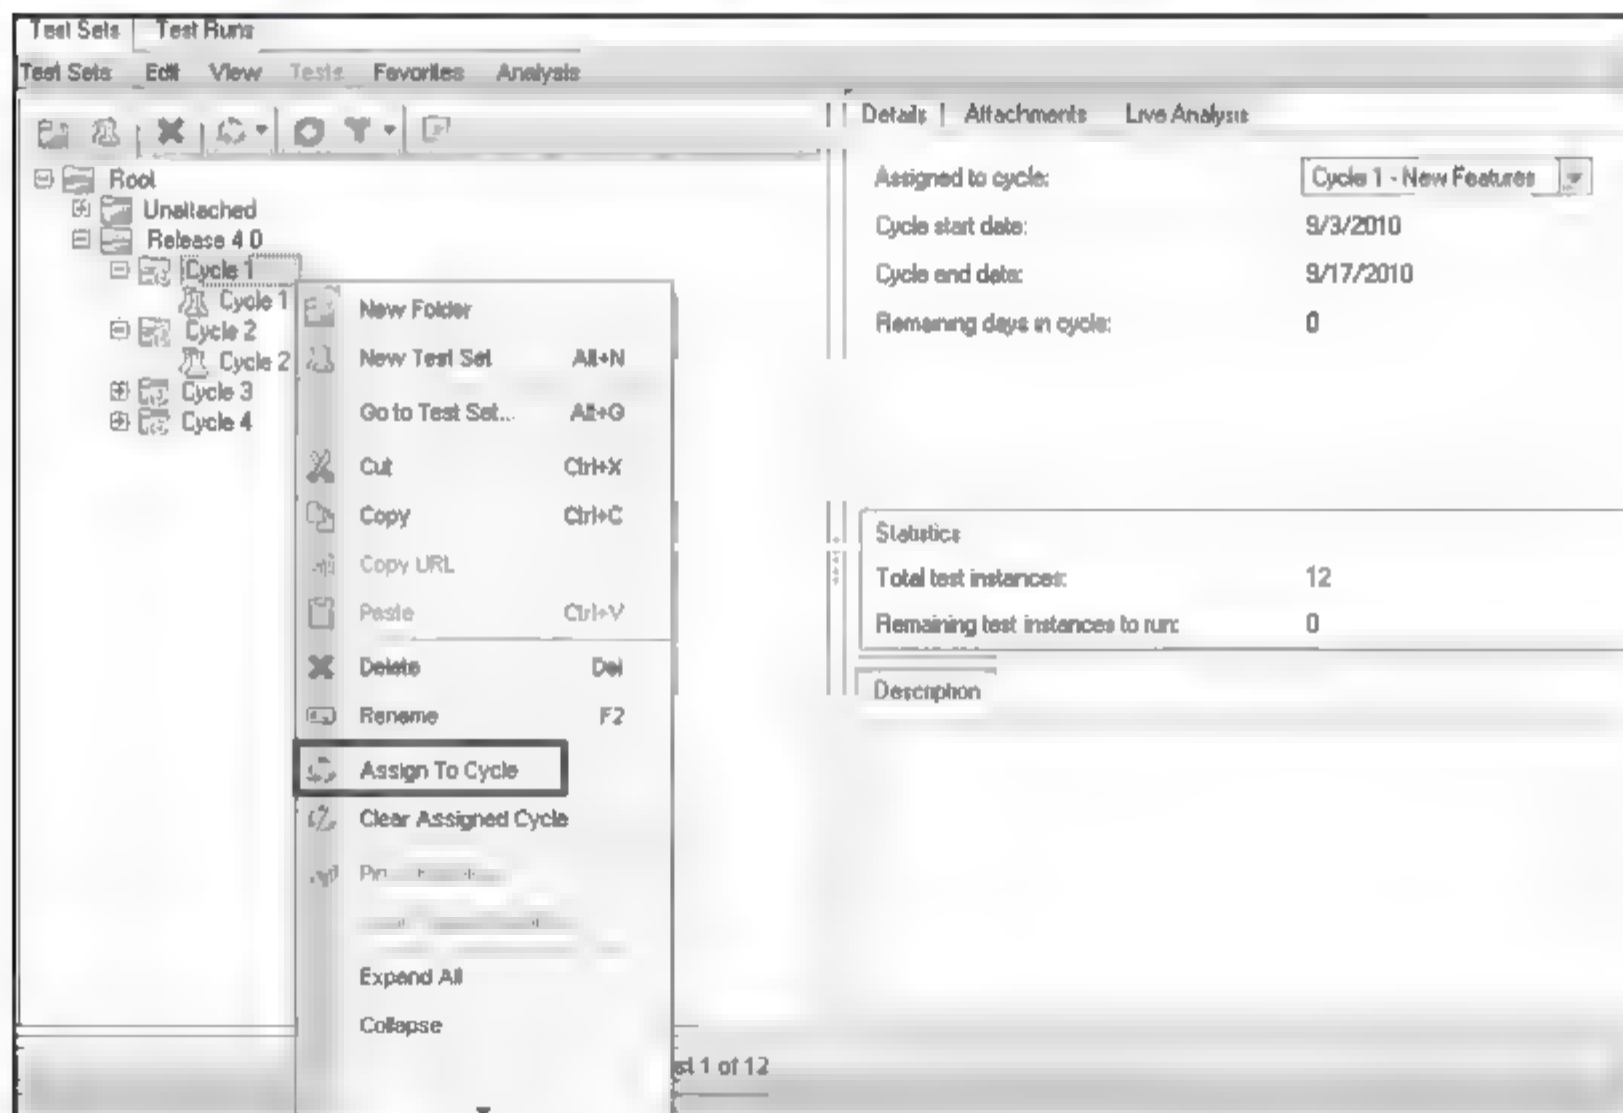 Test Sets Test Runs
Test Sets Edit View Tests Favorites Analysis
Root
Unattached
Release 4.0
Cycle 1
Cycle 1
Cycle 2
Cycle 2
Cycle 3
Cycle 4
New Folder
New Test Set Alt+N
Go to Test Set... Alt+G
Cut Ctrl+X
Copy Ctrl+C
Copy URL
Paste Ctrl+V
Delete Del
Rename F2
Assign To Cycle
Clear Assigned Cycle
Expand All
Collapse
1 of 12
Details Attachments Live Analysis
Assigned to cycle: Cycle 1 - New Features
Cycle start date: 9/3/2010
Cycle end date: 9/17/2010
Remaining days in cycle: 0
Statistics
Total test instances: 12
Remaining test instances to run: 0
Description